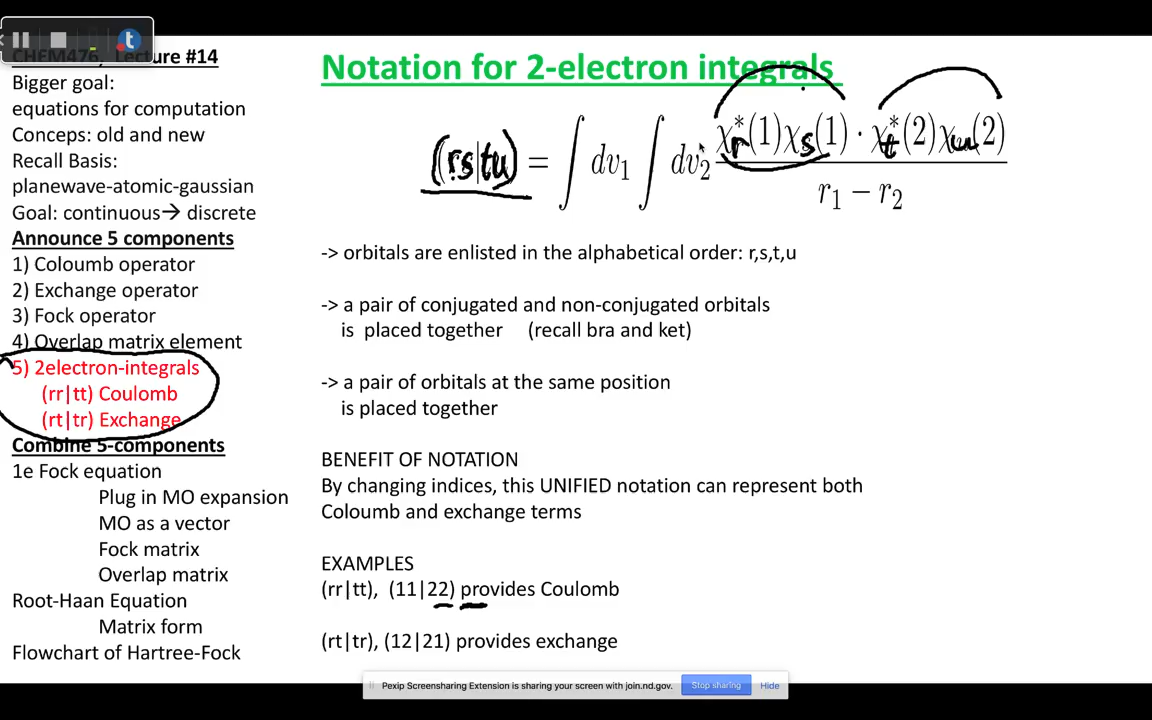 t
CHEM476, Lecture #14
Bigger goal:
equations for computation
Conceps: old and new
Recall Basis:
planewave-atomic-gaussian
Goal: continuous→ discrete
Announce 5 components
1) Coloumb operator
2) Exchange operator
3) Fock operator
4) Overlap matrix element
5) 2electron-integrals
(rr|tt) Coulomb
(rt|tr) Exchange
Combine 5-components
1e Fock equation
Plug in MO expansion
MO as a vector
Fock matrix
Overlap matrix
Root-Haan Equation
Matrix form
Flowchart of Hartree-Fock
Notation for 2-electron integrals
(rs|tu) = ∫ dv₁ ∫ dv₂ χᵣ*(1)χₛ(1) · χₜ*(2)χᵤ(2)
r₁ − r₂
-> orbitals are enlisted in the alphabetical order: r,s,t,u
-> a pair of conjugated and non-conjugated orbitals
is placed together (recall bra and ket)
-> a pair of orbitals at the same position
is placed together
BENEFIT OF NOTATION
By changing indices, this UNIFIED notation can represent both
Coloumb and exchange terms
EXAMPLES
(rr|tt), (11|22) provides Coulomb
(rt|tr), (12|21) provides exchange
Pexip Screensharing Extension is sharing your screen with join.nd.gov.
Stop sharing
Hide